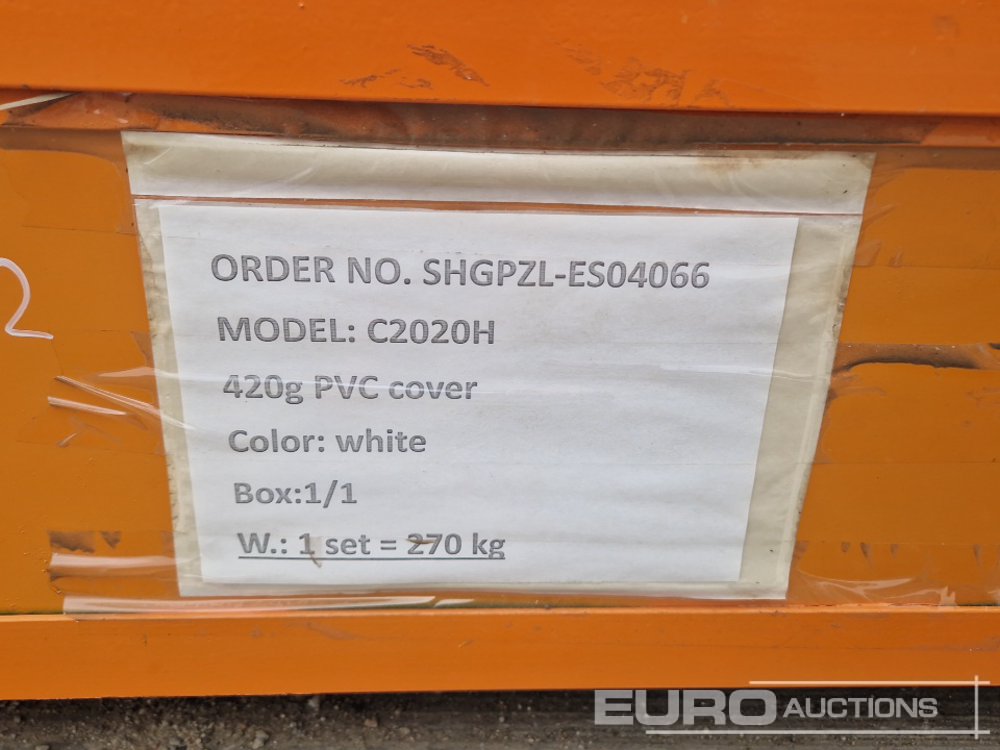 ORDER NO. SHGPZL-ES04066
MODEL: C2020H
420g PVC cover
Color: white
Box:1/1
W.: 1 set = 270 kg
2
EURO AUCTIONS